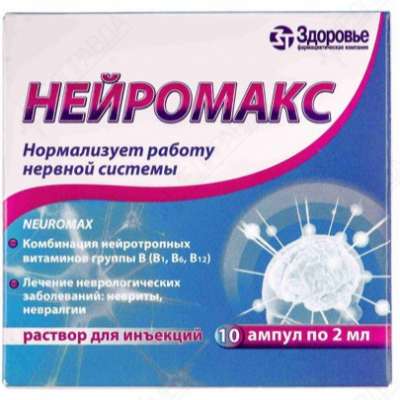 ЗТ Здоровье
фармацевтическая компания
НЕЙРОМАКС
Нормализует работу
нервной системы
NEUROMAX
Комбинация нейротропных
витаминов группы В (В1, В6, В12)
Лечение неврологических
заболеваний: невриты,
невралгии
раствор для инъекций 10 ампул по 2 мл